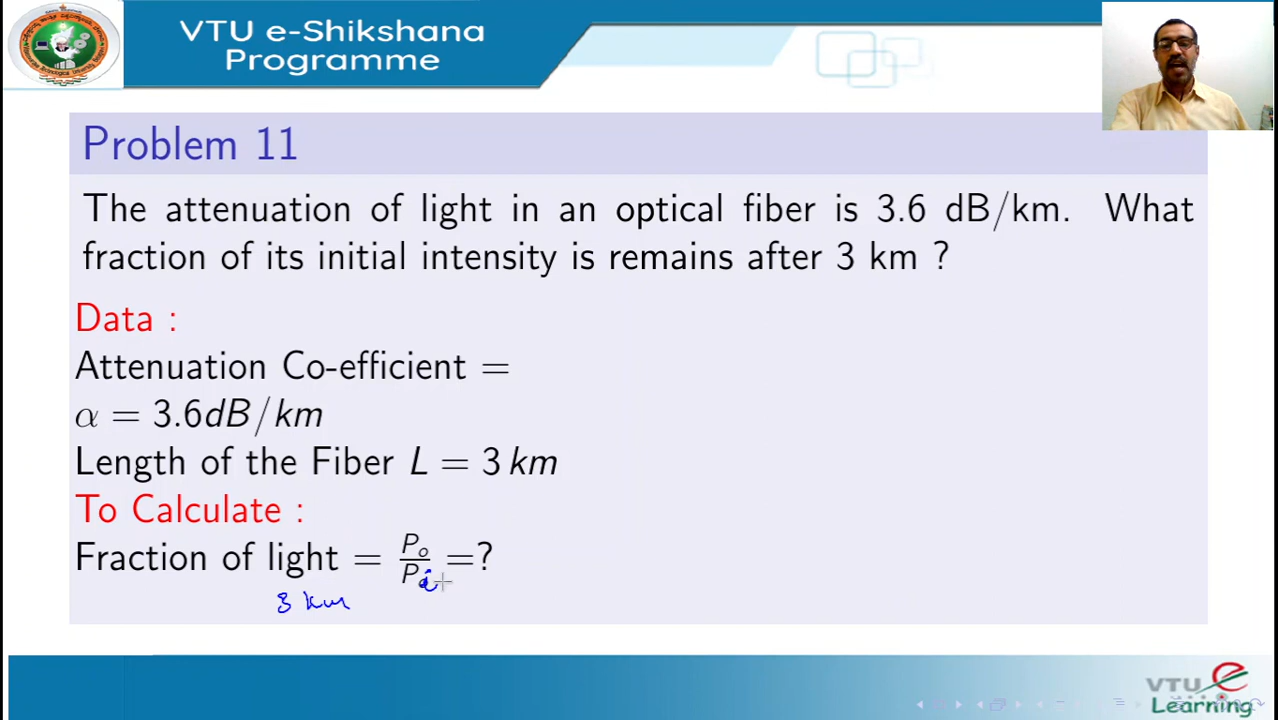 VTU e-Shikshana
Programme
Problem 11
The attenuation of light in an optical fiber is 3.6 dB/km. What
fraction of its initial intensity is remains after 3 km ?
Data :
Attenuation Co-efficient =
α = 3.6dB/km
Length of the Fiber L = 3 km
To Calculate :
Fraction of light = Po/Pi =?
3 km
VTU
Learning